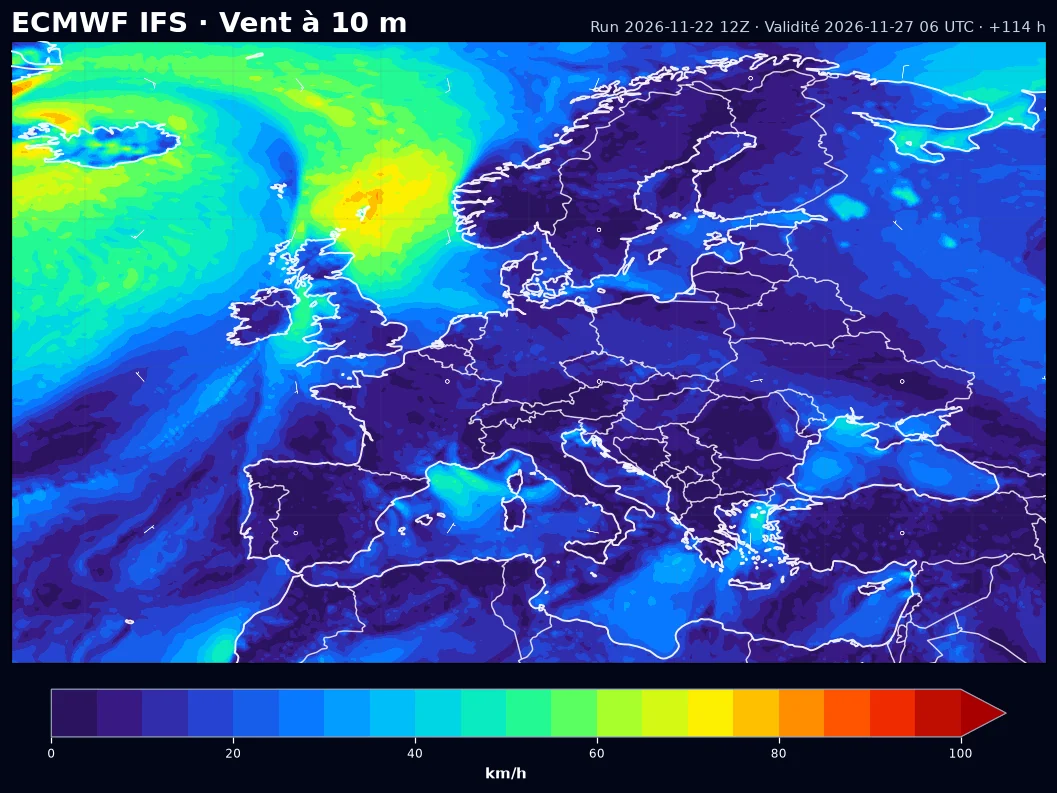 ECMWF IFS · Vent à 10 m
Run 2026-11-22 12Z · Validité 2026-11-27 06 UTC · +114 h
0 20 40 60 80 100
km/h